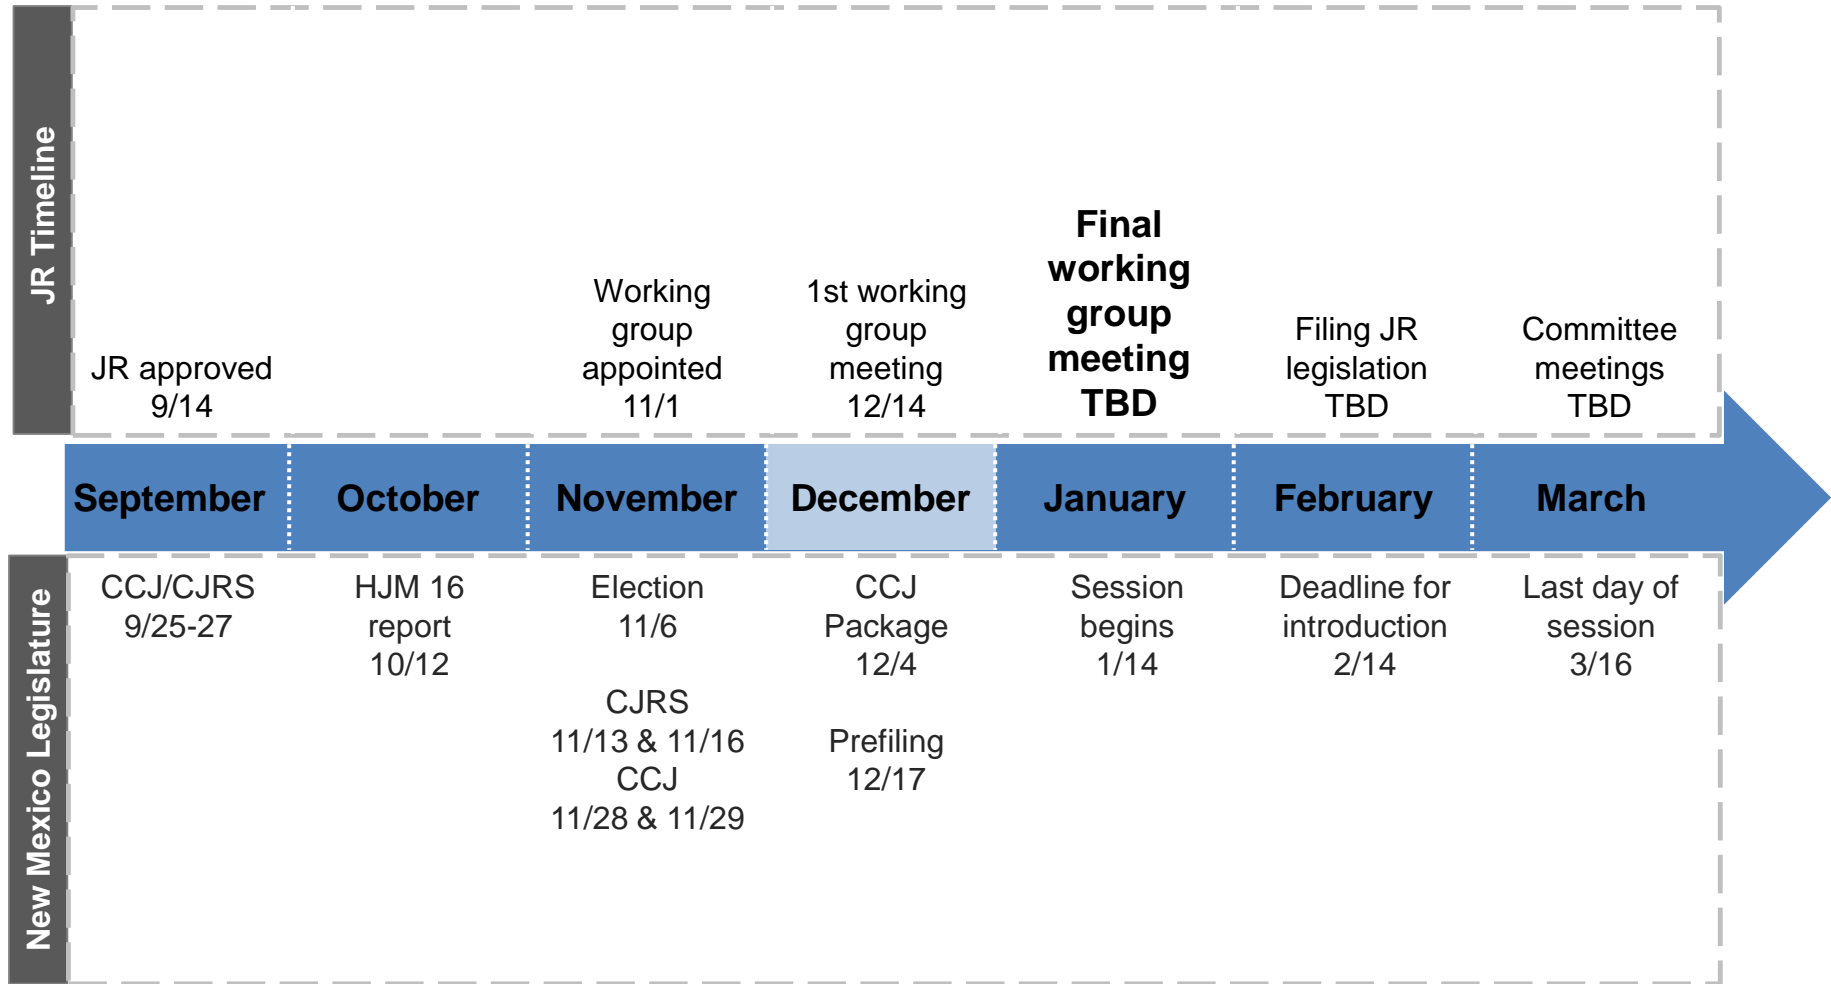 JR Timeline
JR approved
9/14
Working
group
appointed
11/1
1st working
group
meeting
12/14
Final
working
group
meeting
TBD
Filing JR
legislation
TBD
Committee
meetings
TBD
September
October
November
December
January
February
March
New Mexico Legislature
CCJ/CJRS
9/25-27
HJM 16
report
10/12
Election
11/6
CJRS
11/13 & 11/16
CCJ
11/28 & 11/29
CCJ
Package
12/4
Prefiling
12/17
Session
begins
1/14
Deadline for
introduction
2/14
Last day of
session
3/16